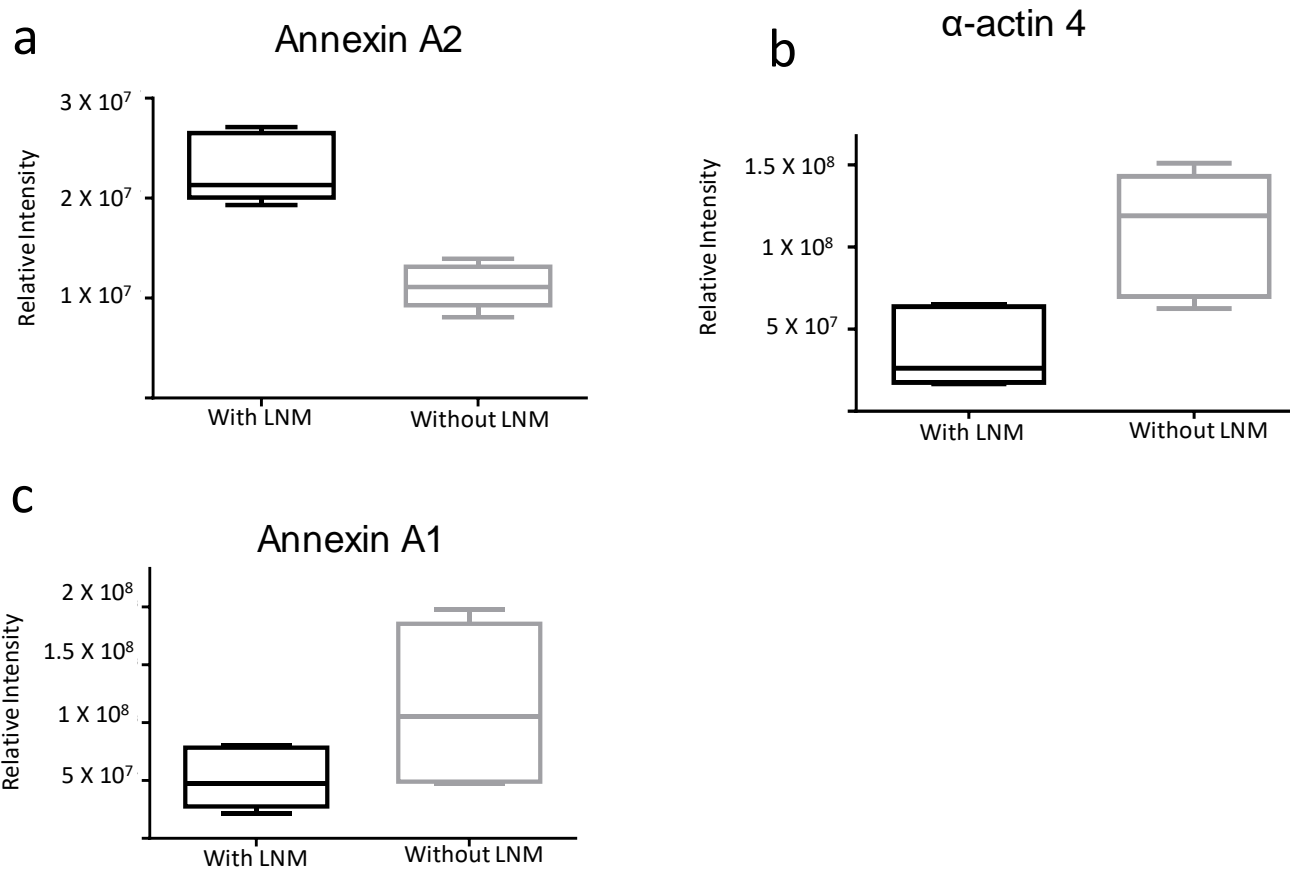 a
Annexin A2
Relative Intensity
3 X 10⁷
2 X 10⁷
1 X 10⁷
With LNM
Without LNM
b
α-actin 4
Relative Intensity
1.5 X 10⁸
1 X 10⁸
5 X 10⁷
With LNM
Without LNM
c
Annexin A1
Relative Intensity
2 X 10⁸
1.5 X 10⁸
1 X 10⁸
5 X 10⁷
With LNM
Without LNM